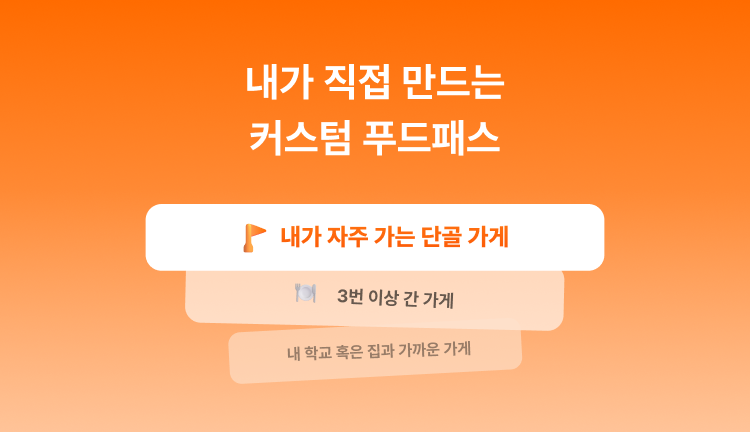 내가 직접 만드는
커스텀 푸드패스
내가 자주 가는 단골 가게
3번 이상 간 가게
내 학교 혹은 집과 가까운 가게